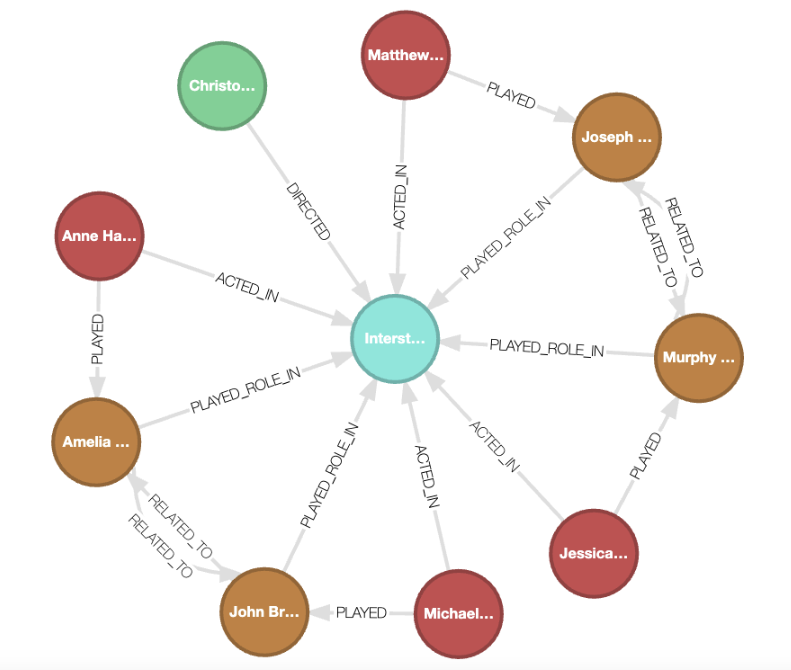 Matthew...
Christo...
PLAYED
Joseph ...
DIRECTED
ACTED_IN
PLAYED_ROLE_IN
RELATED_TO
RELATED_TO
Anne Ha...
ACTED_IN
PLAYED
Interst...
PLAYED_ROLE_IN
Murphy ...
PLAYED_ROLE_IN
Amelia ...
PLAYED_ROLE_IN
ACTED_IN
ACTED_IN
PLAYED
RELATED_TO
RELATED_TO
Jessica...
John Br...
PLAYED
Michael...